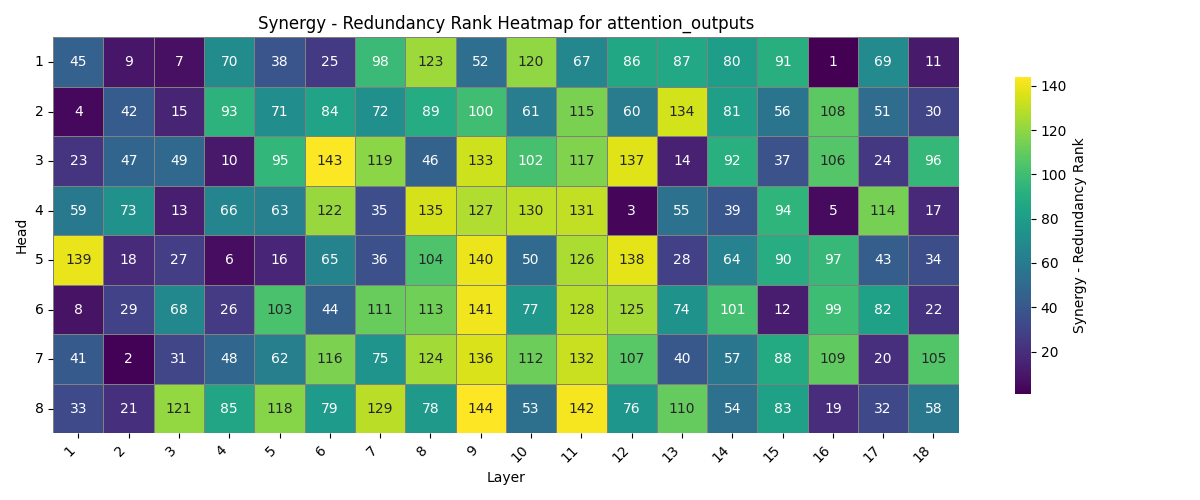 Synergy - Redundancy Rank Heatmap for attention_outputs
1 45 9 7 70 38 25 98 123 52 120 67 86 87 80 91 1 69 11
2 4 42 15 93 71 84 72 89 100 61 115 60 134 81 56 108 51 30
3 23 47 49 10 95 143 119 46 133 102 117 137 14 92 37 106 24 96
4 59 73 13 66 63 122 35 135 127 130 131 3 55 39 94 5 114 17
5 139 18 27 6 16 65 36 104 140 50 126 138 28 64 90 97 43 34
6 8 29 68 26 103 44 111 113 141 77 128 125 74 101 12 99 82 22
7 41 2 31 48 62 116 75 124 136 112 132 107 40 57 88 109 20 105
8 33 21 121 85 118 79 129 78 144 53 142 76 110 54 83 19 32 58
1 2 3 4 5 6 7 8 9 10 11 12 13 14 15 16 17 18
Layer
Head
140
120
100
80
60
40
20
Synergy - Redundancy Rank